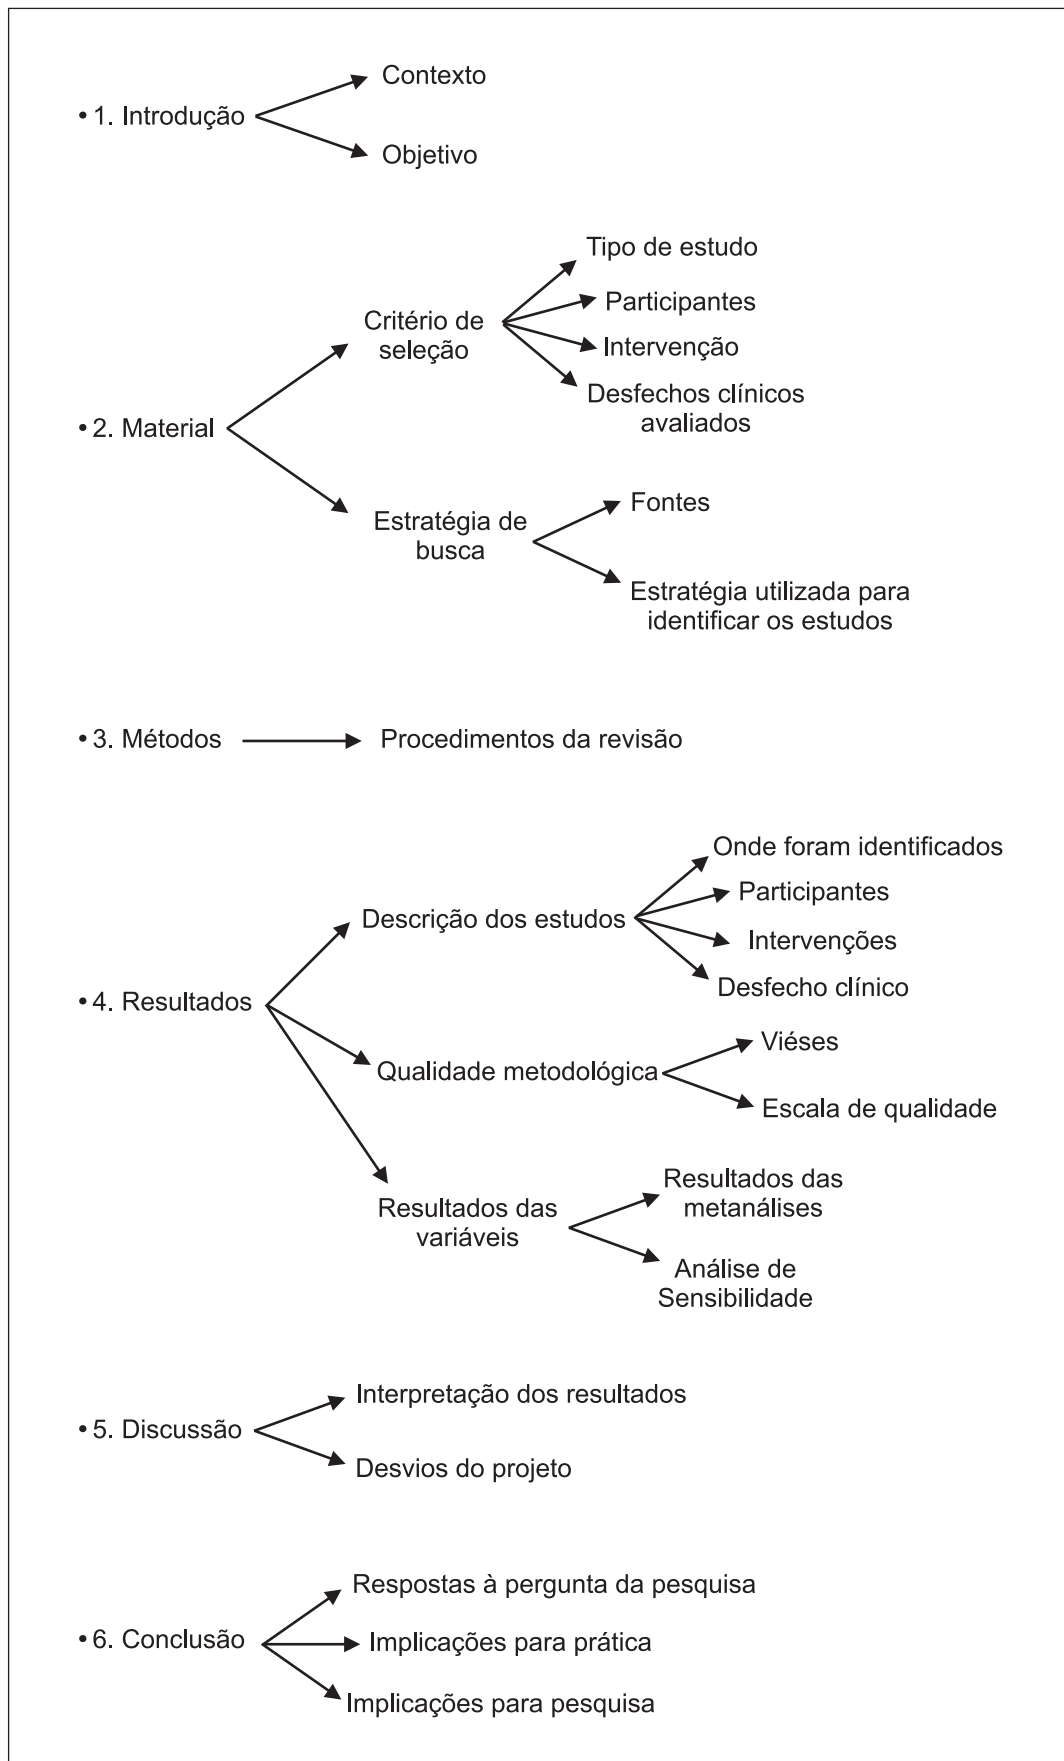 • 1. Introdução
Contexto
Objetivo
• 2. Material
Critério de
seleção
Tipo de estudo
Participantes
Intervenção
Desfechos clínicos
avaliados
Estratégia de
busca
Fontes
Estratégia utilizada para
identificar os estudos
• 3. Métodos
Procedimentos da revisão
• 4. Resultados
Descrição dos estudos
Onde foram identificados
Participantes
Intervenções
Desfecho clínico
Qualidade metodológica
Viéses
Escala de qualidade
Resultados das
variáveis
Resultados das
metanálises
Análise de
Sensibilidade
• 5. Discussão
Interpretação dos resultados
Desvios do projeto
• 6. Conclusão
Respostas à pergunta da pesquisa
Implicações para prática
Implicações para pesquisa